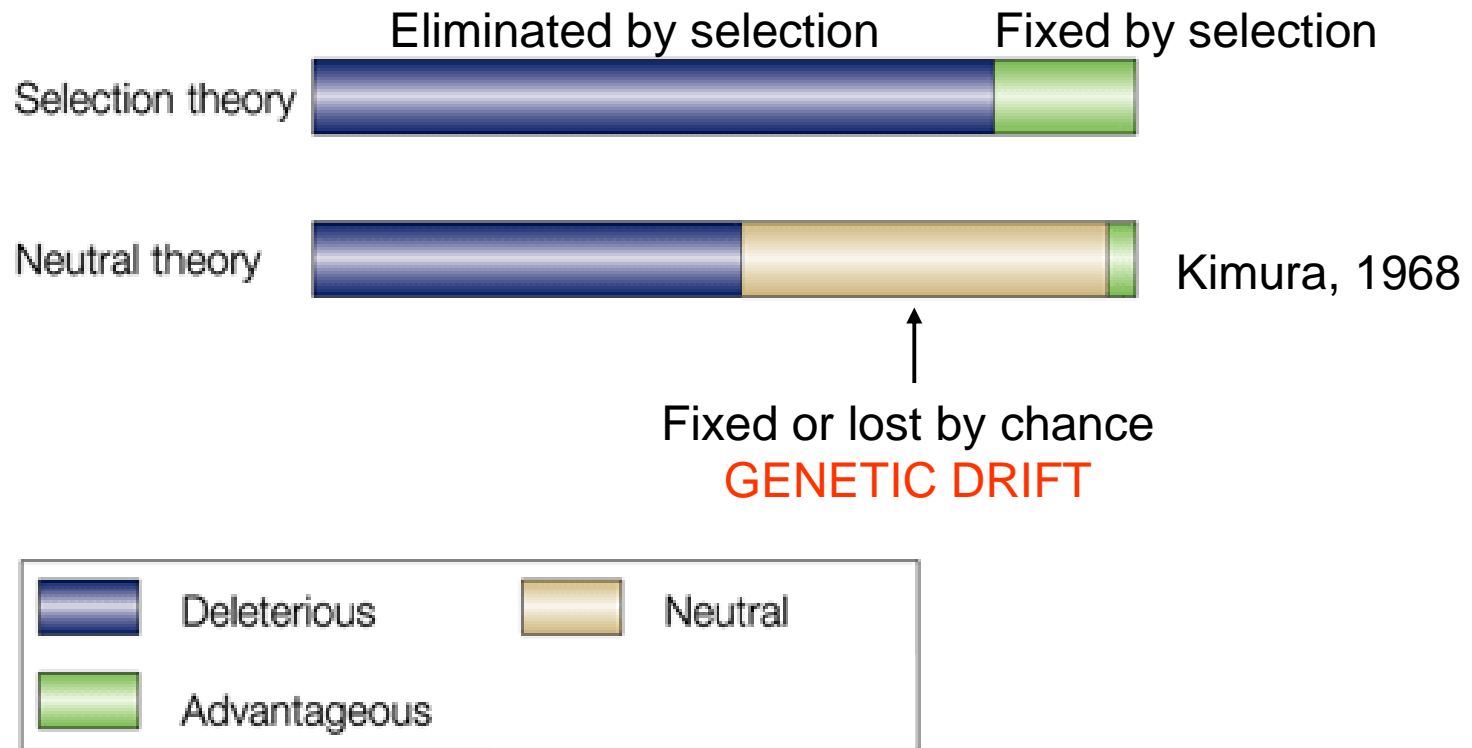 Eliminated by selection
Fixed by selection
Selection theory
Neutral theory
Kimura, 1968
Fixed or lost by chance
GENETIC DRIFT
Deleterious
Neutral
Advantageous